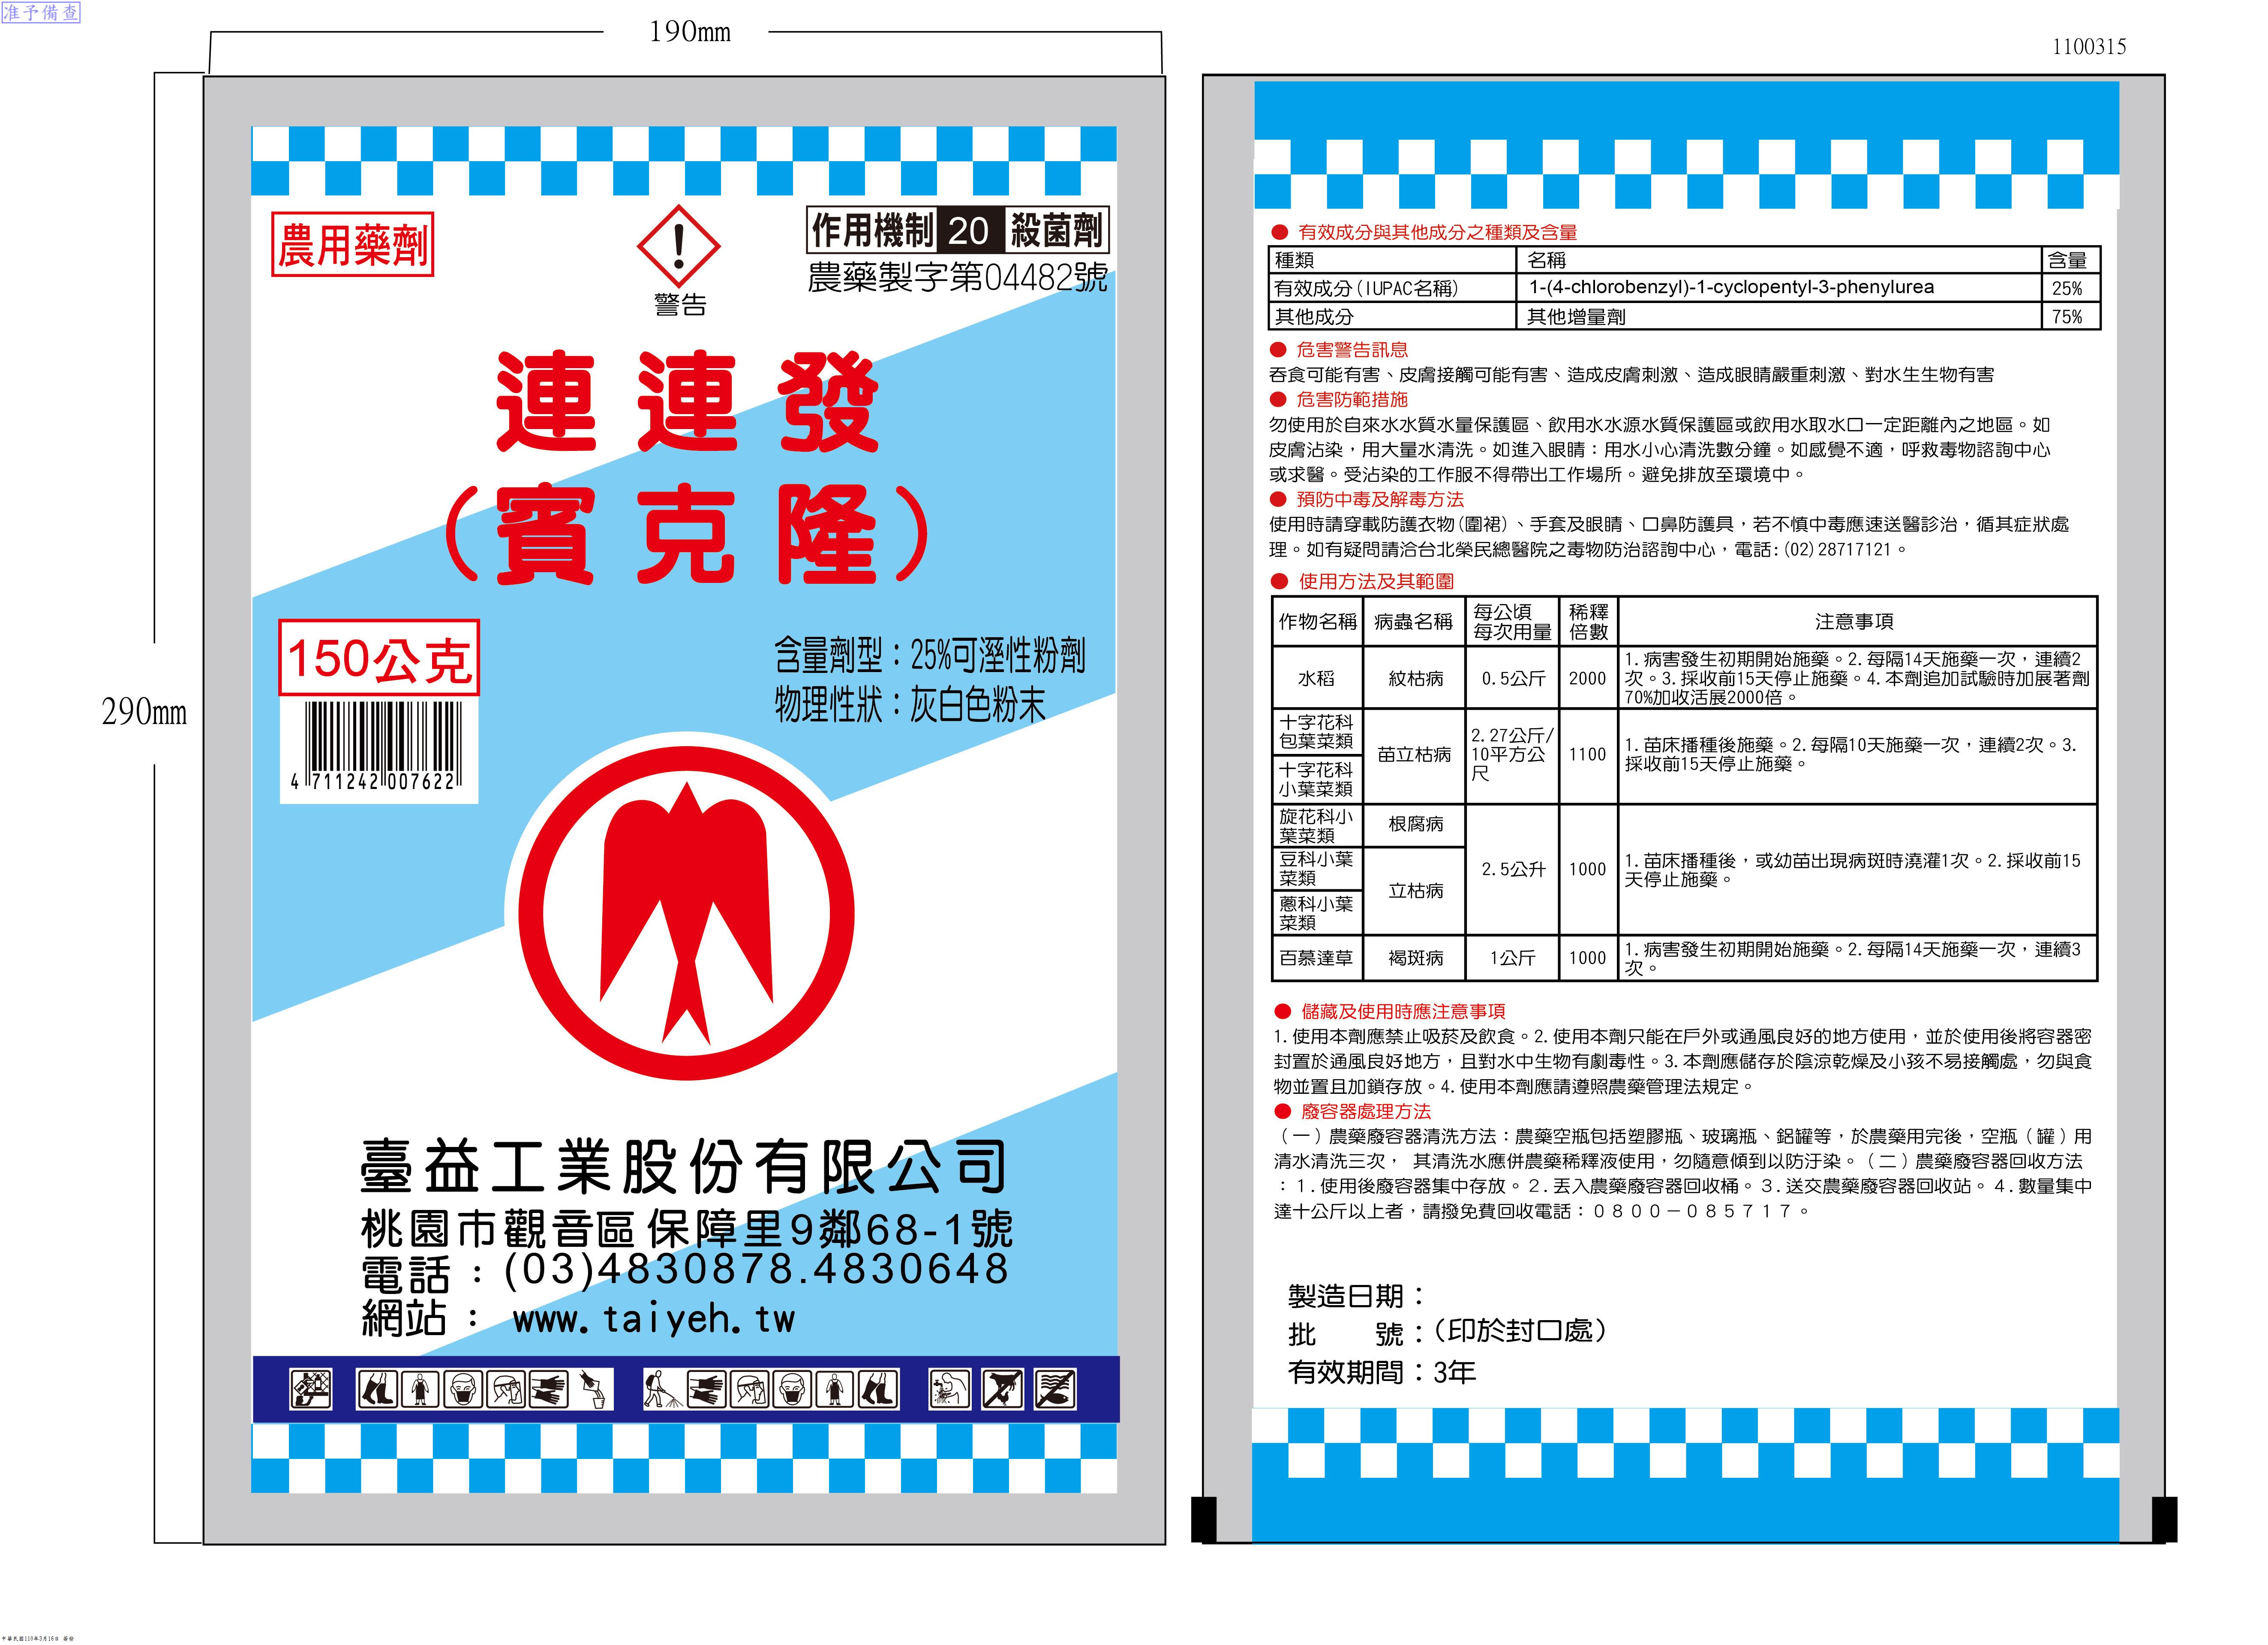 准予備查
190mm
1100315
290mm
農用藥劑
警告
作用機制 20 殺菌劑
農藥製字第04482號
連連發
(賓克隆)
150公克
4 711242 007622
含量劑型：25%可溼性粉劑
物理性狀：灰白色粉末
臺益工業股份有限公司
桃園市觀音區保障里9鄰68-1號
電話：(03)4830878.4830648
網站： www.taiyeh.tw
● 有效成分與其他成分之種類及含量
種類 名稱 含量
有效成分(IUPAC名稱) 1-(4-chlorobenzyl)-1-cyclopentyl-3-phenylurea 25%
其他成分 其他增量劑 75%
● 危害警告訊息
吞食可能有害、皮膚接觸可能有害、造成皮膚刺激、造成眼睛嚴重刺激、對水生生物有害
● 危害防範措施
勿使用於自來水水質水量保護區、飲用水水源水質保護區或飲用水取水口一定距離內之地區。如
皮膚沾染，用大量水清洗。如進入眼睛：用水小心清洗數分鐘。如感覺不適，呼救毒物諮詢中心
或求醫。受沾染的工作服不得帶出工作場所。避免排放至環境中。
● 預防中毒及解毒方法
使用時請穿載防護衣物(圍裙)、手套及眼睛、口鼻防護具，若不慎中毒應速送醫診治，循其症狀處
理。如有疑問請洽台北榮民總醫院之毒物防治諮詢中心，電話:(02)28717121。
● 使用方法及其範圍
作物名稱 病蟲名稱 每公頃 稀釋 注意事項
每次用量 倍數
水稻 紋枯病 0.5公斤 2000 1.病害發生初期開始施藥。2.每隔14天施藥一次，連續2
次。3.採收前15天停止施藥。4.本劑追加試驗時加展著劑
70%加收活展2000倍。
十字花科
包葉菜類
十字花科
小葉菜類
苗立枯病
2.27公斤/
10平方公
尺
1100
1.苗床播種後施藥。2.每隔10天施藥一次，連續2次。3.
採收前15天停止施藥。
旋花科小
葉菜類
根腐病
豆科小葉
菜類
蔥科小葉
菜類
立枯病
2.5公升 1000
1.苗床播種後，或幼苗出現病斑時澆灌1次。2.採收前15
天停止施藥。
百慕達草 褐斑病 1公斤 1000 1.病害發生初期開始施藥。2.每隔14天施藥一次，連續3
次。
● 儲藏及使用時應注意事項
1.使用本劑應禁止吸菸及飲食。2.使用本劑只能在戶外或通風良好的地方使用，並於使用後將容器密
封置於通風良好地方，且對水中生物有劇毒性。3.本劑應儲存於陰涼乾燥及小孩不易接觸處，勿與食
物並置且加鎖存放。4.使用本劑應請遵照農藥管理法規定。
● 廢容器處理方法
（一）農藥廢容器清洗方法：農藥空瓶包括塑膠瓶、玻璃瓶、鋁罐等，於農藥用完後，空瓶（罐）用
清水清洗三次， 其清洗水應併農藥稀釋液使用，勿隨意傾到以防汙染。（二）農藥廢容器回收方法
：1.使用後廢容器集中存放。2.丟入農藥廢容器回收桶。3.送交農藥廢容器回收站。4.數量集中
達十公斤以上者，請撥免費回收電話：０８００－０８５７１７。
製造日期：
批　　號：(印於封口處)
有效期間：3年